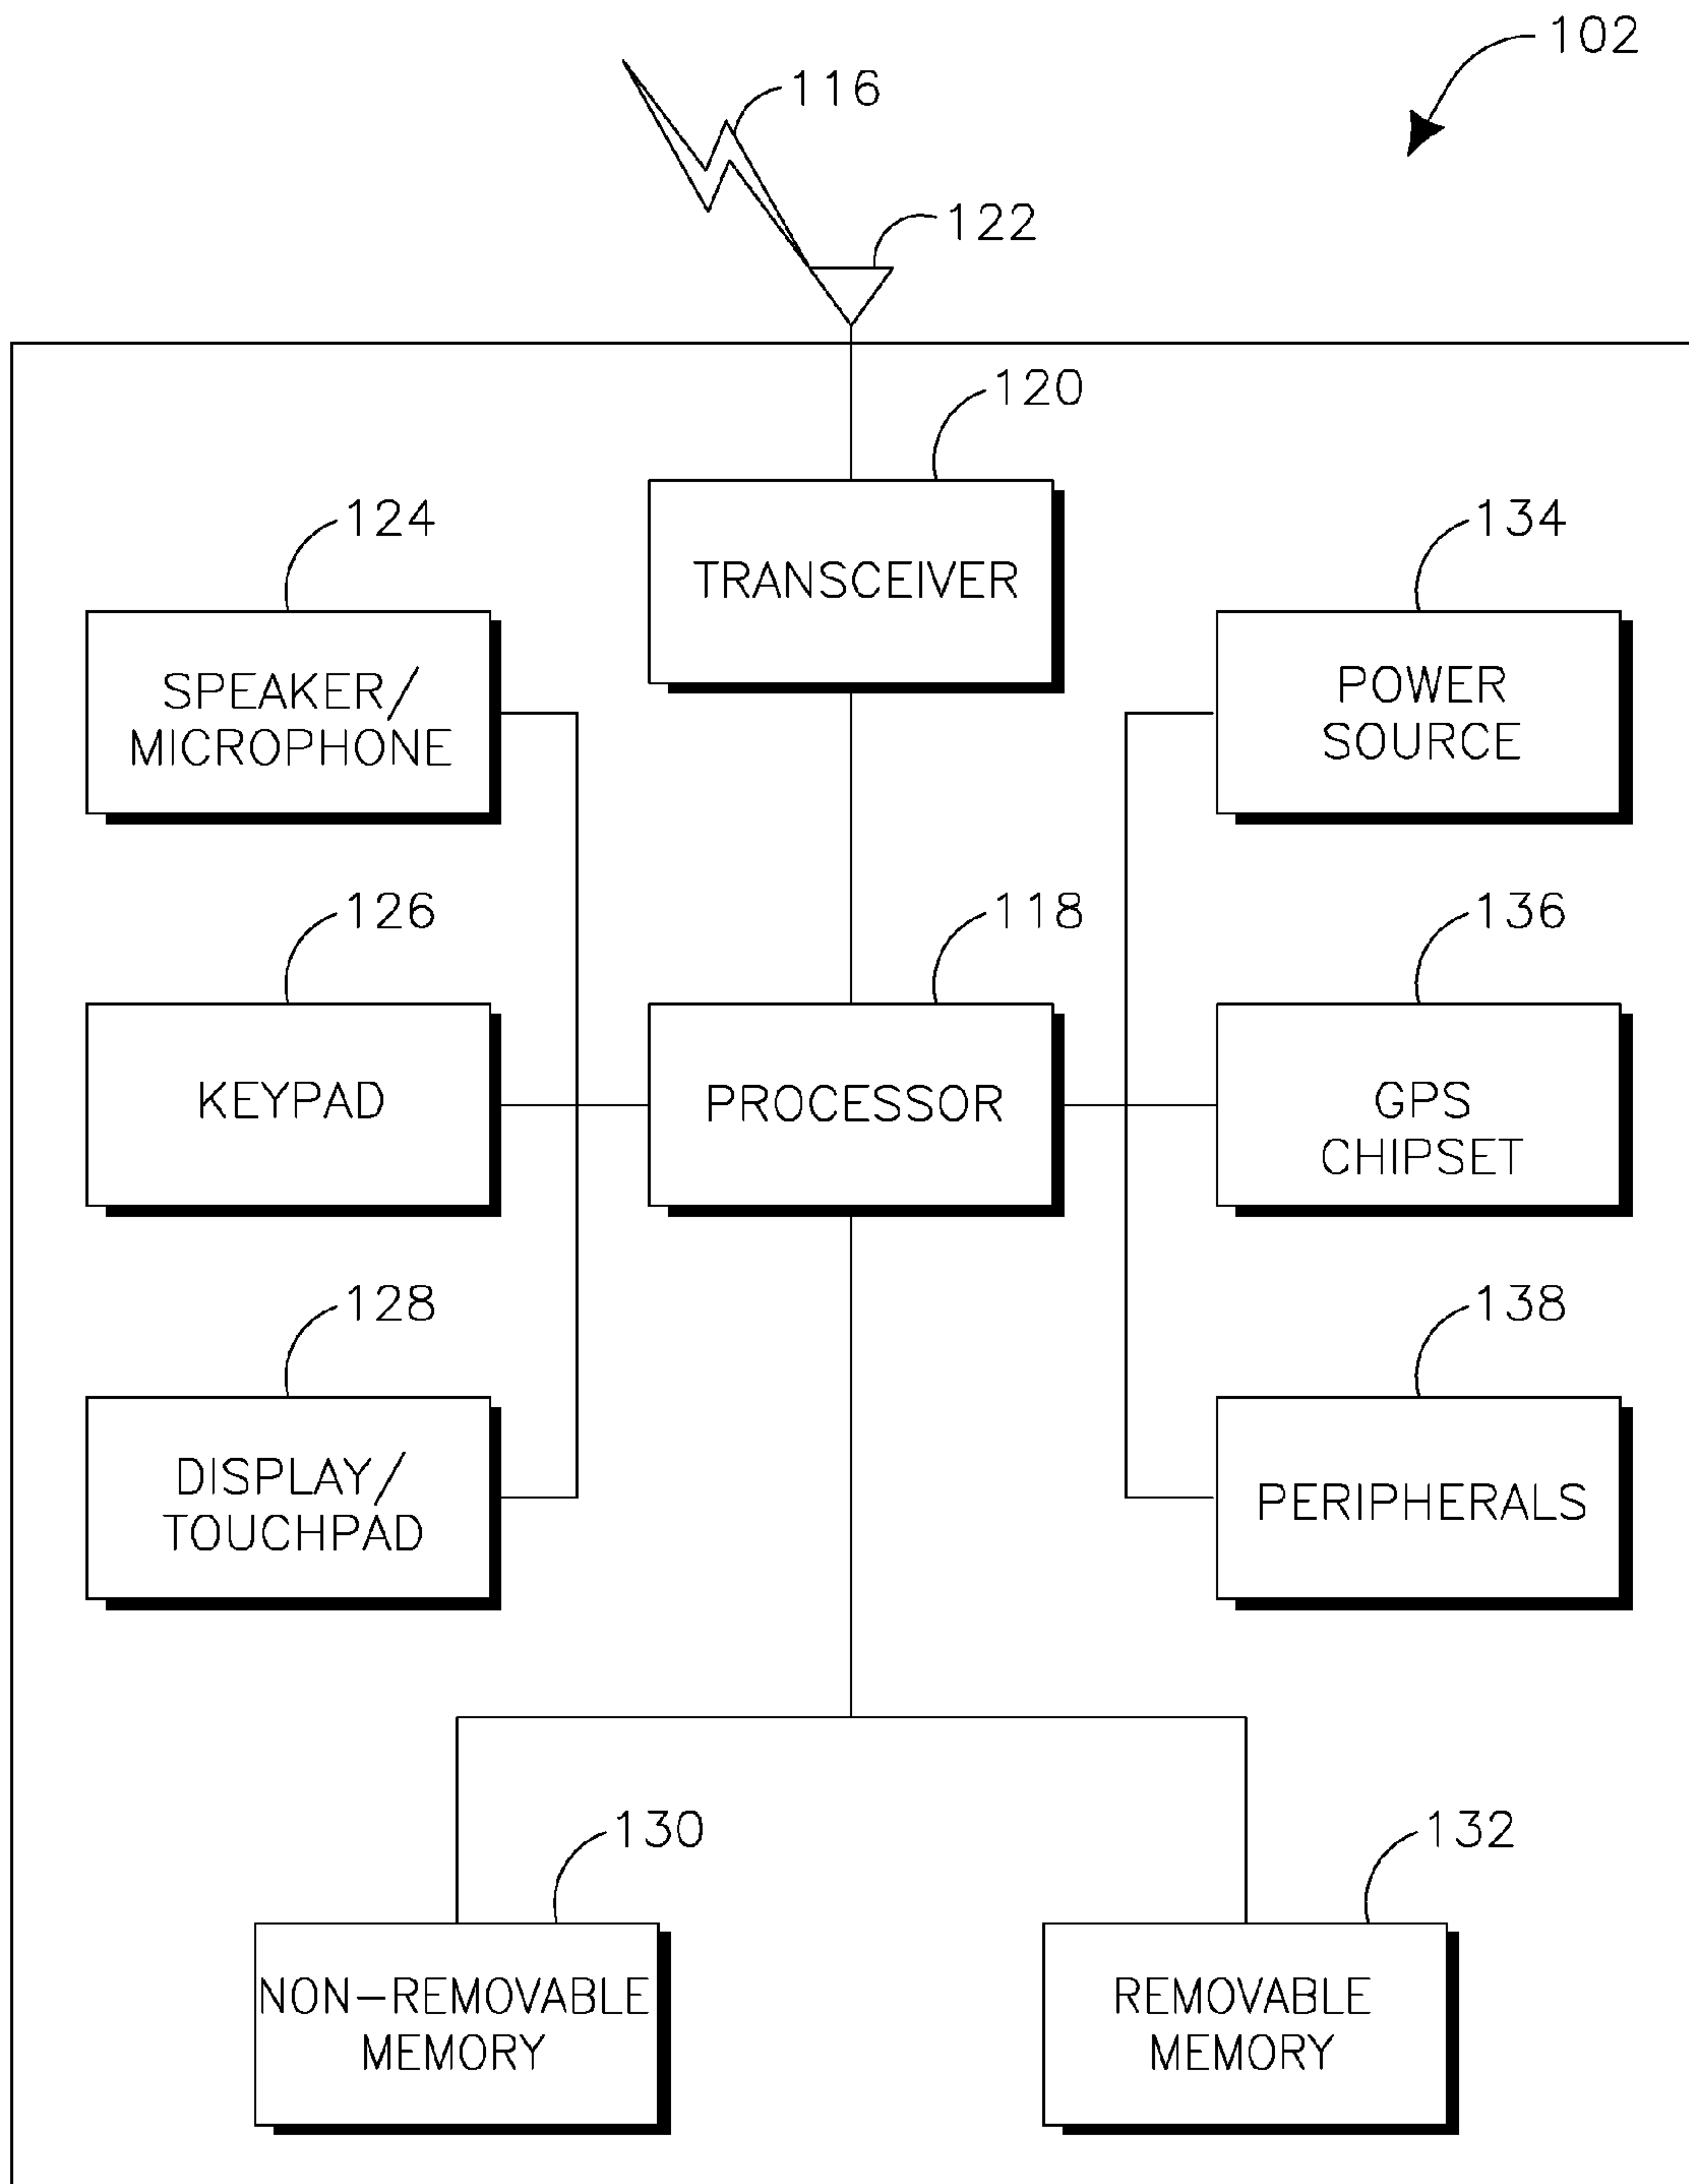 102
116
122
120
TRANSCEIVER
124
SPEAKER/
MICROPHONE
134
POWER
SOURCE
126
KEYPAD
118
PROCESSOR
136
GPS
CHIPSET
128
DISPLAY/
TOUCHPAD
138
PERIPHERALS
130
NON-REMOVABLE
MEMORY
132
REMOVABLE
MEMORY